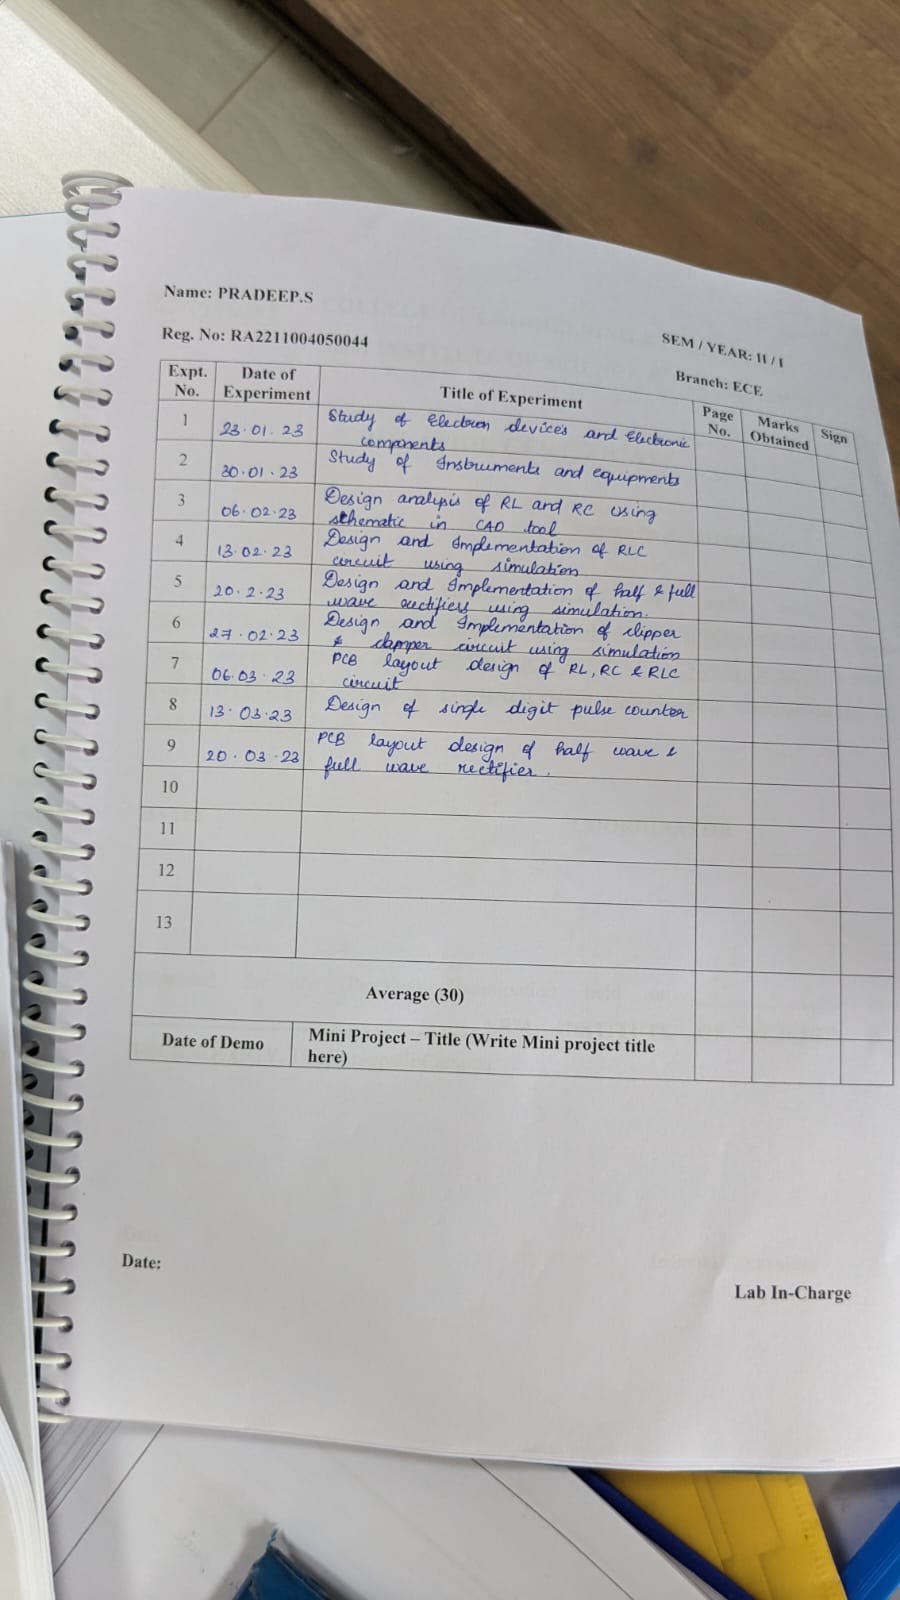 Name: PRADEEP.S
Reg. No: RA2211004050044
SEM / YEAR: II / I
Branch: ECE
Expt. No. Date of Experiment Title of Experiment Page No. Marks Obtained Sign
1 23.01.23 Study of Electron devices and Electronic
components
2 30.01.23 Study of Instruments and equipments
3 06.02.23 Design analysis of RL and RC using
schematic in CAD tool
4 13.02.23 Design and Implementation of RLC
circuit using simulation
5 20.2.23 Design and Implementation of half & full
wave rectifiers using simulation.
6 27.02.23 Design and Implementation of clipper
& clamper circuit using simulation
7 06.03.23 PCB layout design of RL, RC & RLC
circuit
8 13.03.23 Design of single digit pulse counter
9 20.03.23 PCB layout design of half wave &
full wave rectifier.
10
11
12
13
Average (30)
Date of Demo Mini Project – Title (Write Mini project title
here)
Date:
Lab In-Charge